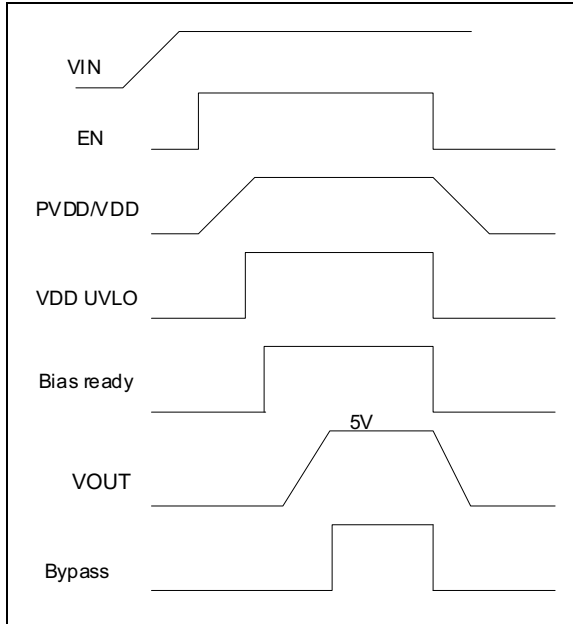 VIN
EN
PVDD/VDD
VDD UVLO
Bias ready
5V
VOUT
Bypass